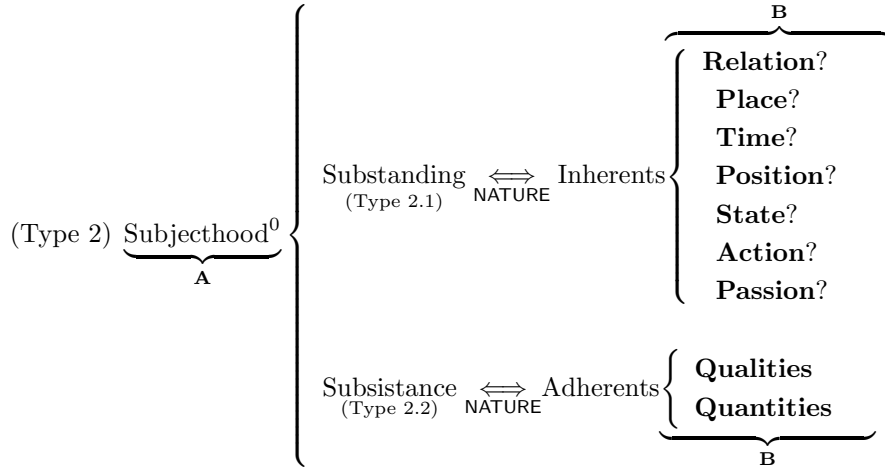 B
Relation?
Place?
Time?
Substanding ⟺ Inherents Position?
(Type 2.1) NATURE
State?
(Type 2) Subjecthood⁰
A
Action?
Passion?
Qualities
Subsistance ⟺ Adherents
(Type 2.2) NATURE
Quantities
B